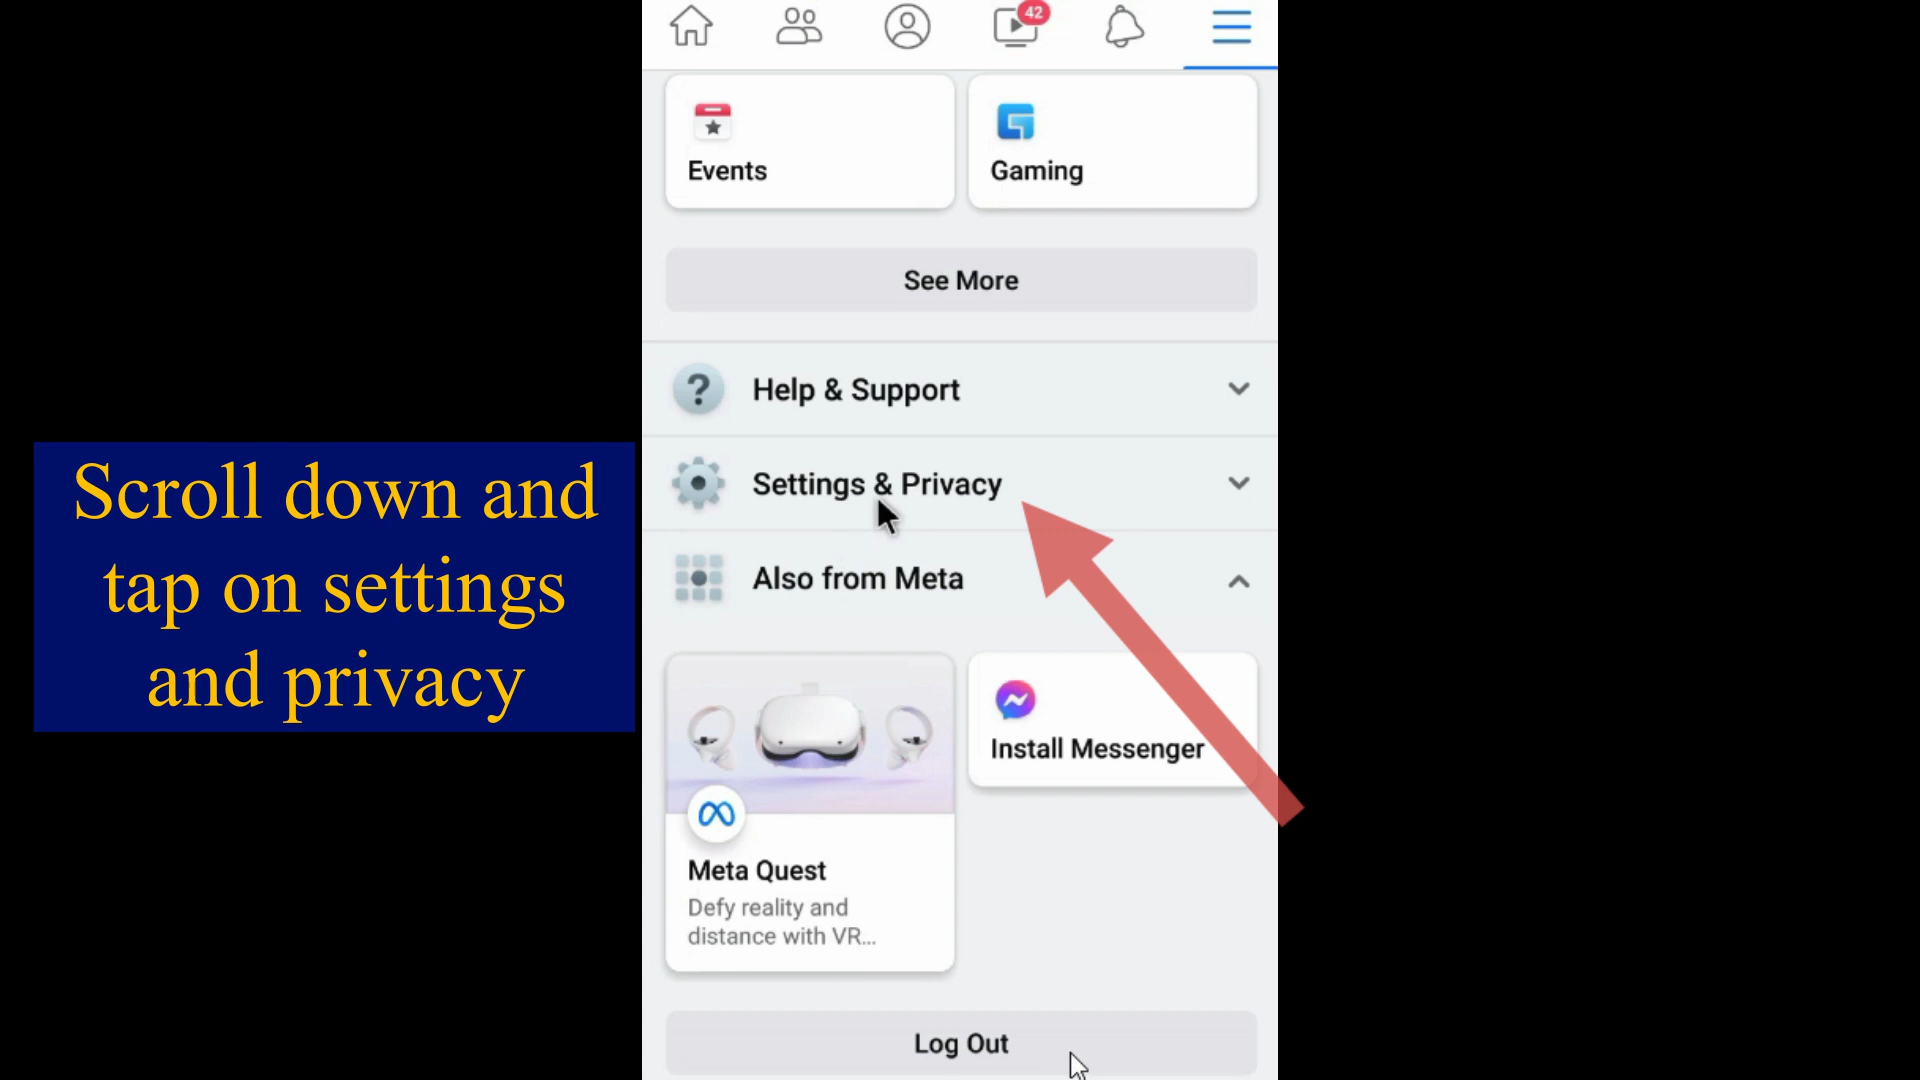 42
Events
Gaming
See More
Help & Support
Scroll down and
tap on settings
and privacy
Settings & Privacy
Also from Meta
Install Messenger
Meta Quest
Defy reality and
distance with VR...
Log Out